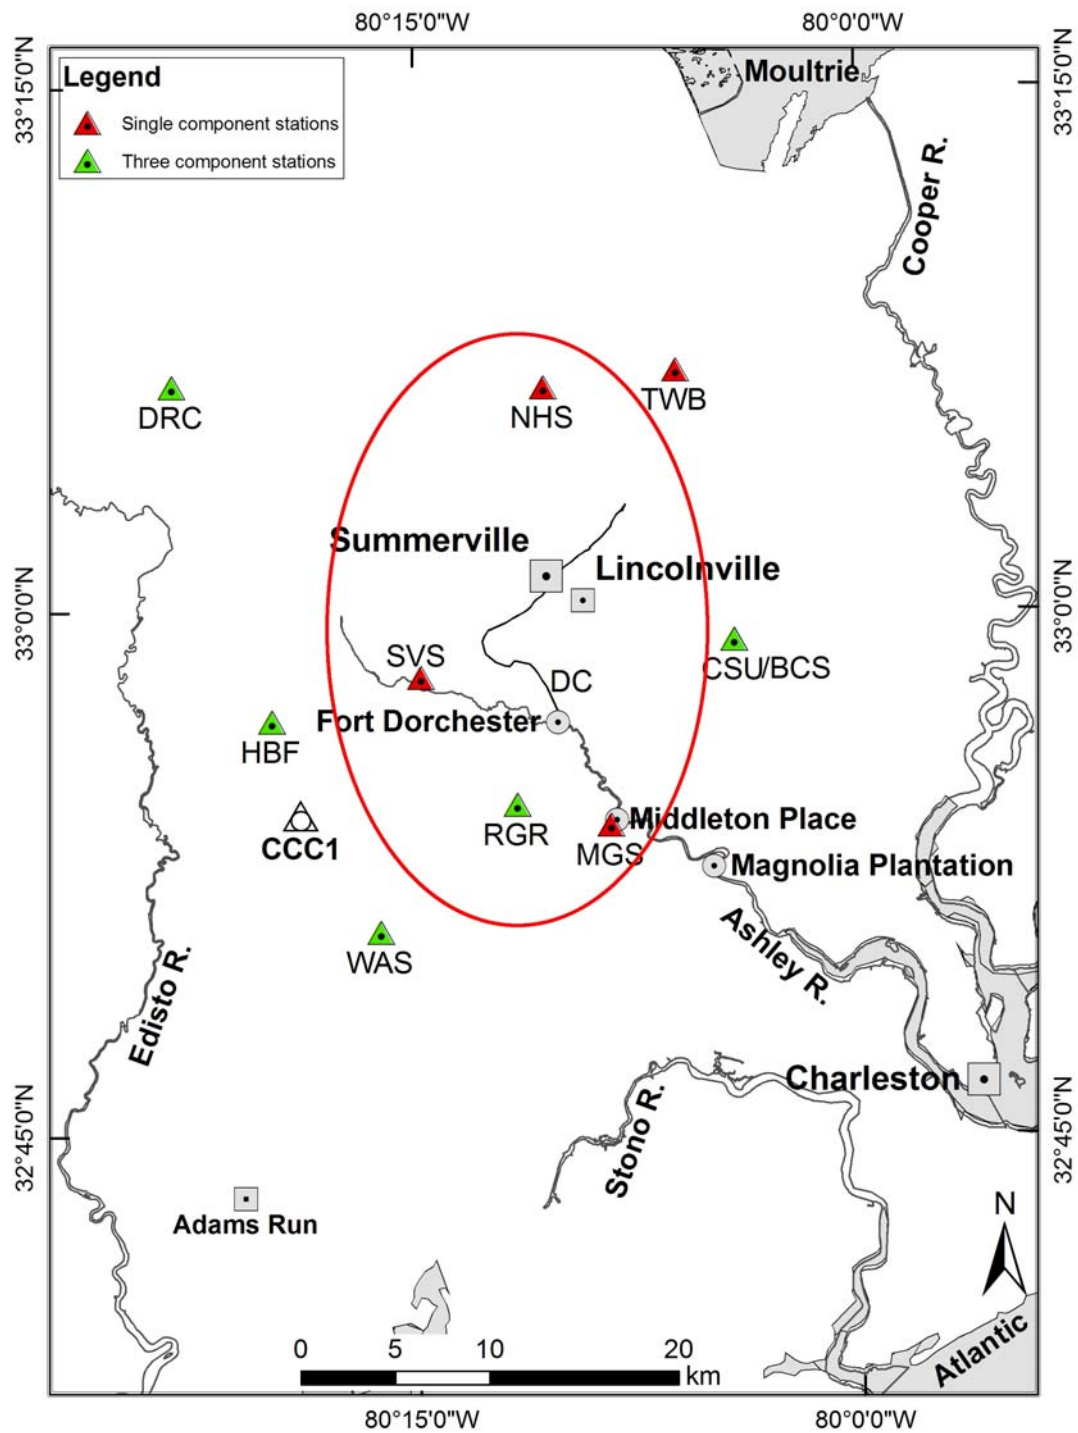 80°15'0"W
80°0'0"W
33°15'0"N
33°15'0"N
Legend
Single component stations
Three component stations
Moultrie
Cooper R.
DRC
NHS
TWB
Summerville
Lincolnville
33°0'0"N
33°0'0"N
SVS
CSU/BCS
DC
Fort Dorchester
HBF
CCC1
RGR
Middleton Place
MGS
Magnolia Plantation
WAS
Ashley R.
Edisto R.
Charleston
Stono R.
32°45'0"N
32°45'0"N
Adams Run
N
0 5 10 20
km
Atlantic
80°15'0"W
80°0'0"W